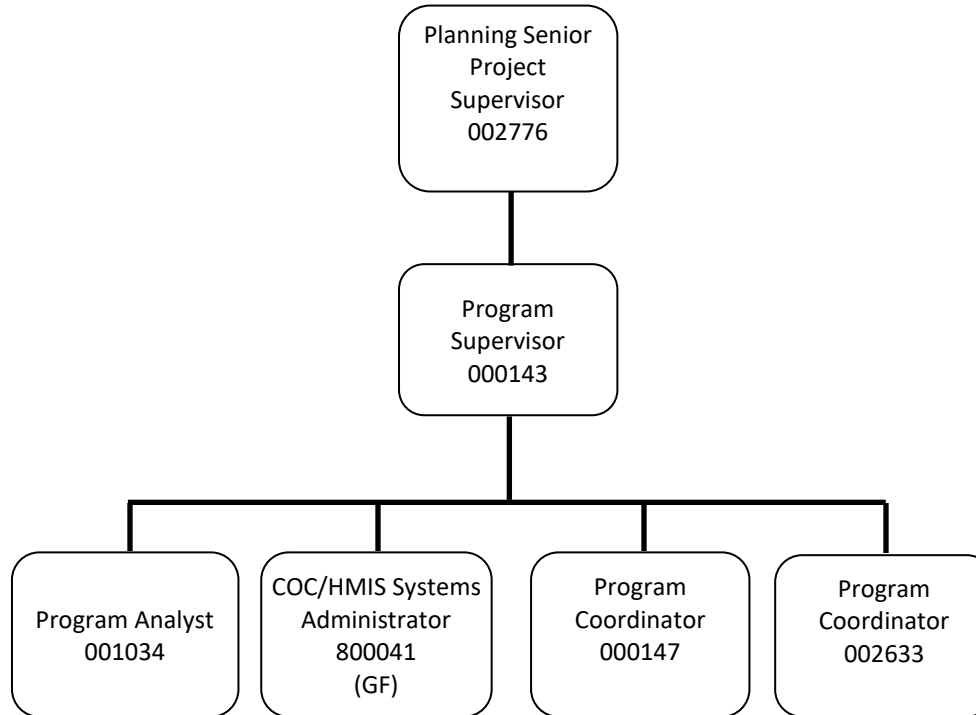 Planning Senior
Project
Supervisor
002776
Program
Supervisor
000143
Program Analyst
001034
COC/HMIS Systems
Administrator
800041
(GF)
Program
Coordinator
000147
Program
Coordinator
002633